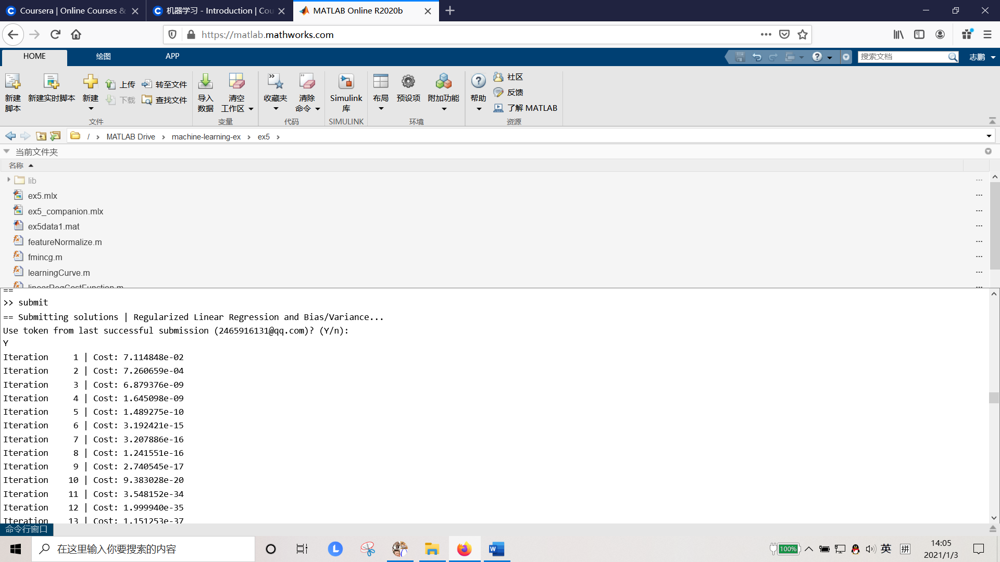 Coursera | Online Courses &
机器学习 - Introduction | Cou
MATLAB Online R2020b
https://matlab.mathworks.com
HOME
绘图
APP
搜索文档
志鹏
新建
脚本
新建实时脚本
新建
上传
下载
转至文件
查找文件
文件
导入
数据
清空
工作区
变量
收藏夹
清除
命令
代码
Simulink
库
SIMULINK
布局
预设项
附加功能
环境
帮助
社区
反馈
了解 MATLAB
资源
/ › MATLAB Drive › machine-learning-ex › ex5 ›
当前文件夹
名称
lib
ex5.mlx
ex5_companion.mlx
ex5data1.mat
featureNormalize.m
fmincg.m
learningCurve.m
linearRegCostFunction.m
==
>> submit
== Submitting solutions | Regularized Linear Regression and Bias/Variance...
Use token from last successful submission (2465916131@qq.com)? (Y/n):
Y
Iteration     1 | Cost: 7.114848e-02
Iteration     2 | Cost: 7.260659e-04
Iteration     3 | Cost: 6.879376e-09
Iteration     4 | Cost: 1.645098e-09
Iteration     5 | Cost: 1.489275e-10
Iteration     6 | Cost: 3.192421e-15
Iteration     7 | Cost: 3.207886e-16
Iteration     8 | Cost: 1.241551e-16
Iteration     9 | Cost: 2.740545e-17
Iteration    10 | Cost: 9.383028e-20
Iteration    11 | Cost: 3.548152e-34
Iteration    12 | Cost: 1.999940e-35
Iteration    13 | Cost: 1.151253e-37
命令行窗口
在这里输入你要搜索的内容
100%
英
拼
14:05
2021/1/3